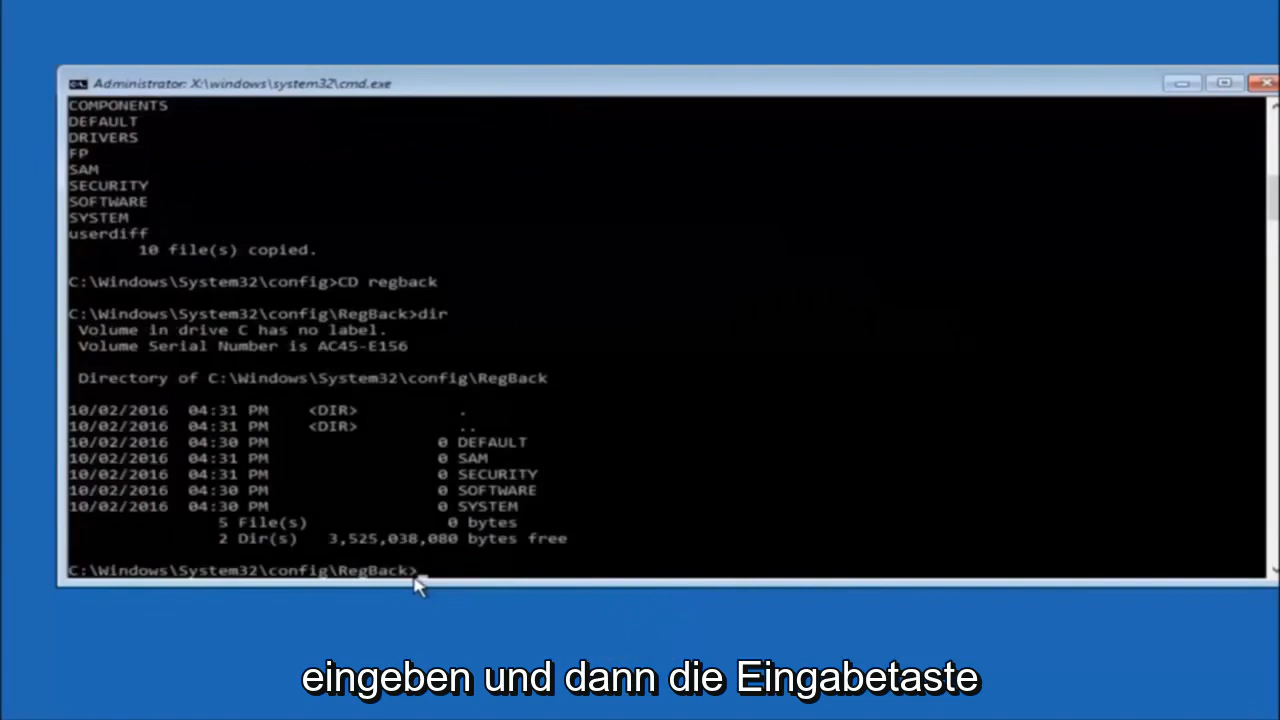 Administrator: X:\windows\system32\cmd.exe
COMPONENTS
DEFAULT
DRIVERS
FP
SAM
SECURITY
SOFTWARE
SYSTEM
userdiff
10 file(s) copied.
C:\Windows\System32\config>CD regback
C:\Windows\System32\config\RegBack>dir
Volume in drive C has no label.
Volume Serial Number is AC45-E156
Directory of C:\Windows\System32\config\RegBack
10/02/2016 04:31 PM <DIR> .
10/02/2016 04:31 PM <DIR> ..
10/02/2016 04:30 PM 0 DEFAULT
10/02/2016 04:31 PM 0 SAM
10/02/2016 04:31 PM 0 SECURITY
10/02/2016 04:30 PM 0 SOFTWARE
10/02/2016 04:30 PM 0 SYSTEM
5 File(s) 0 bytes
2 Dir(s) 3,525,038,080 bytes free
C:\Windows\System32\config\RegBack>
eingeben und dann die Eingabetaste